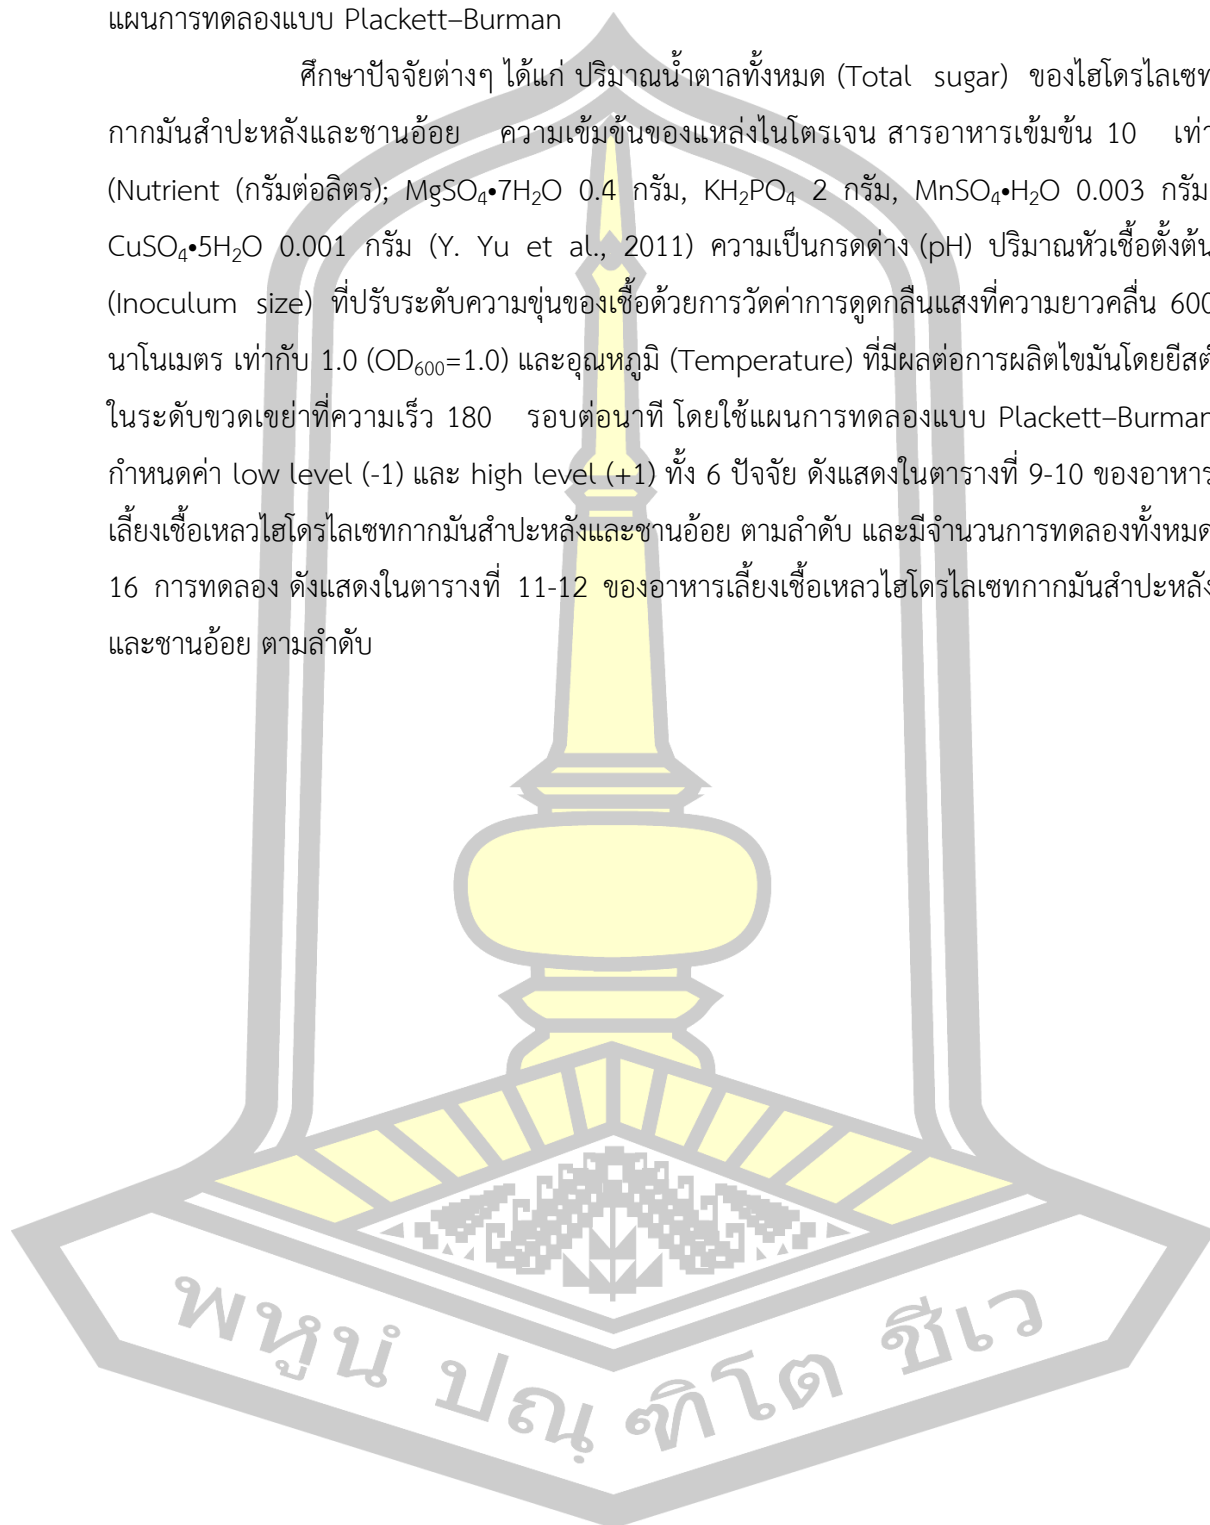 แผนการทดลองแบบ Plackett–Burman
ศึกษาปัจจัยต่างๆ ได้แก่ ปริมาณน้ำตาลทั้งหมด (Total sugar) ของไฮโดรไลเซท
กากมันสำปะหลังและชานอ้อย ความเข้มข้นของแหล่งไนโตรเจน สารอาหารเข้มข้น 10 เท่า
(Nutrient (กรัมต่อลิตร); MgSO₄•7H₂O 0.4 กรัม, KH₂PO₄ 2 กรัม, MnSO₄•H₂O 0.003 กรัม
CuSO₄•5H₂O 0.001 กรัม (Y. Yu et al., 2011) ความเป็นกรดด่าง (pH) ปริมาณหัวเชื้อตั้งต้น
(Inoculum size) ที่ปรับระดับความขุ่นของเชื้อด้วยการวัดค่าการดูดกลืนแสงที่ความยาวคลื่น 600
นาโนเมตร เท่ากับ 1.0 (OD₆₀₀=1.0) และอุณหภูมิ (Temperature) ที่มีผลต่อการผลิตไขมันโดยยีสต์
ในระดับขวดเขย่าที่ความเร็ว 180 รอบต่อนาที โดยใช้แผนการทดลองแบบ Plackett–Burman
กำหนดค่า low level (-1) และ high level (+1) ทั้ง 6 ปัจจัย ดังแสดงในตารางที่ 9-10 ของอาหาร
เลี้ยงเชื้อเหลวไฮโดรไลเซทกากมันสำปะหลังและชานอ้อย ตามลำดับ และมีจำนวนการทดลองทั้งหมด
16 การทดลอง ดังแสดงในตารางที่ 11-12 ของอาหารเลี้ยงเชื้อเหลวไฮโดรไลเซทกากมันสำปะหลัง
และชานอ้อย ตามลำดับ
พหูนํ ปณฺฑิโต ชีเว